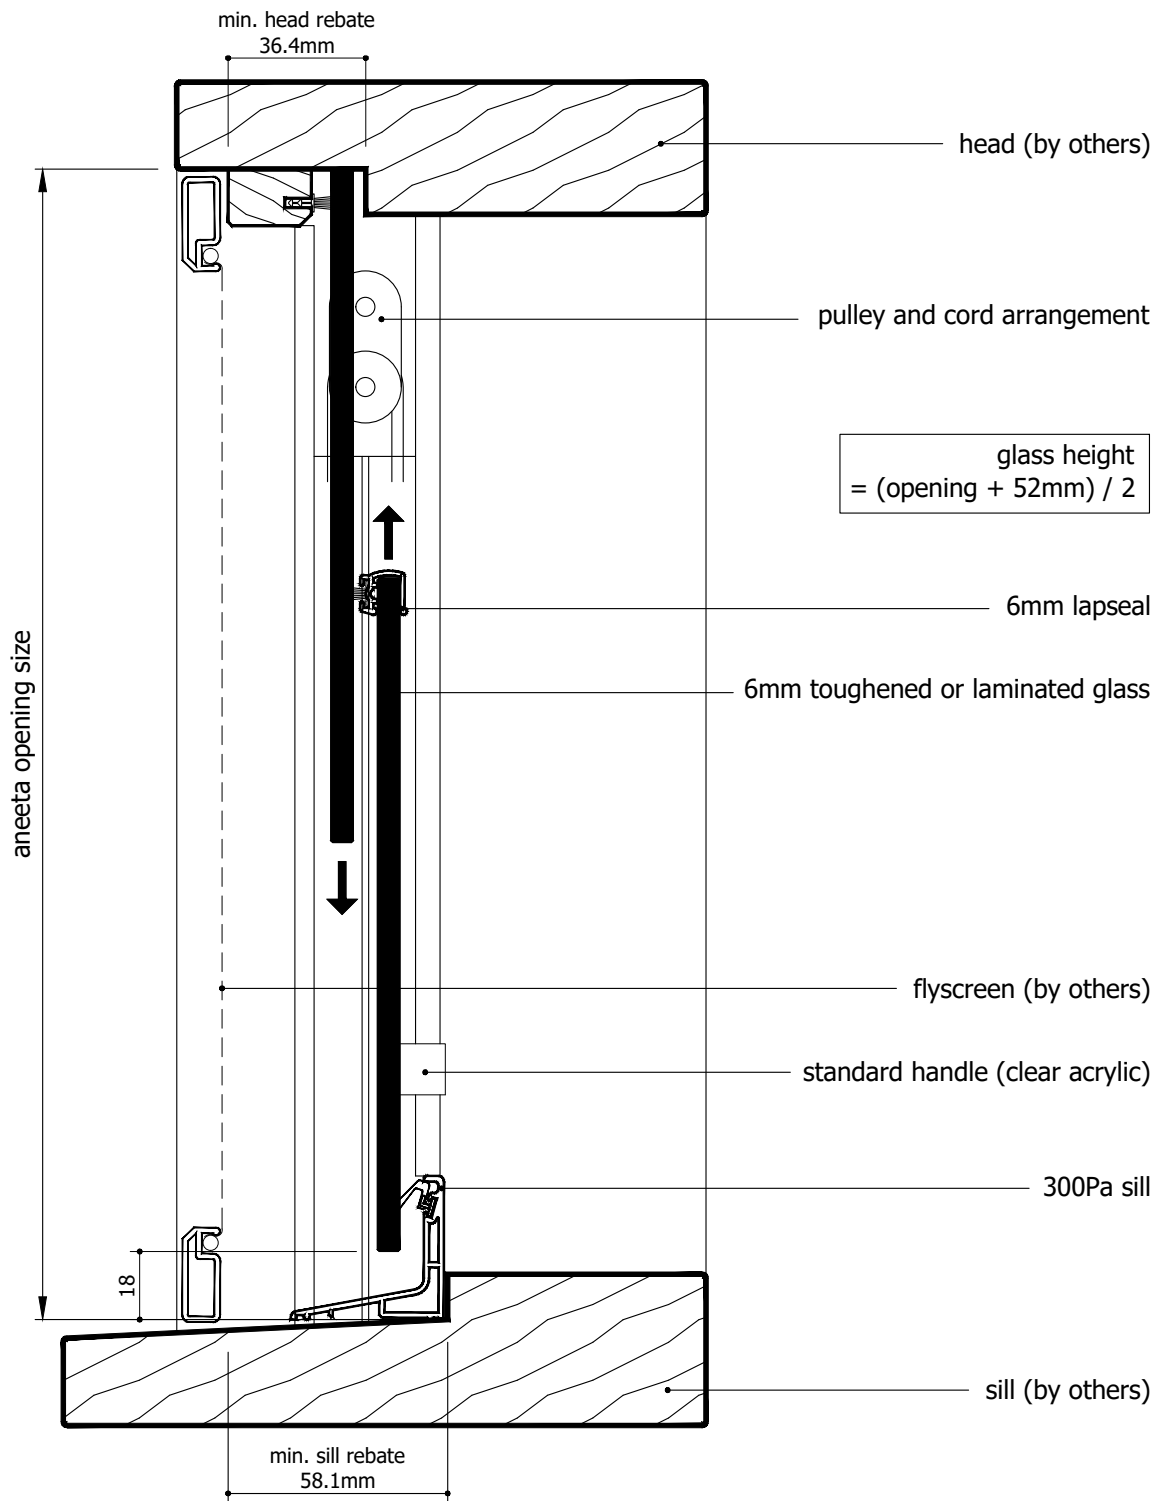 min. head rebate
36.4mm
head (by others)
pulley and cord arrangement
glass height
= (opening + 52mm) / 2
6mm lapseal
6mm toughened or laminated glass
aneeta opening size
flyscreen (by others)
standard handle (clear acrylic)
300Pa sill
18
sill (by others)
min. sill rebate
58.1mm